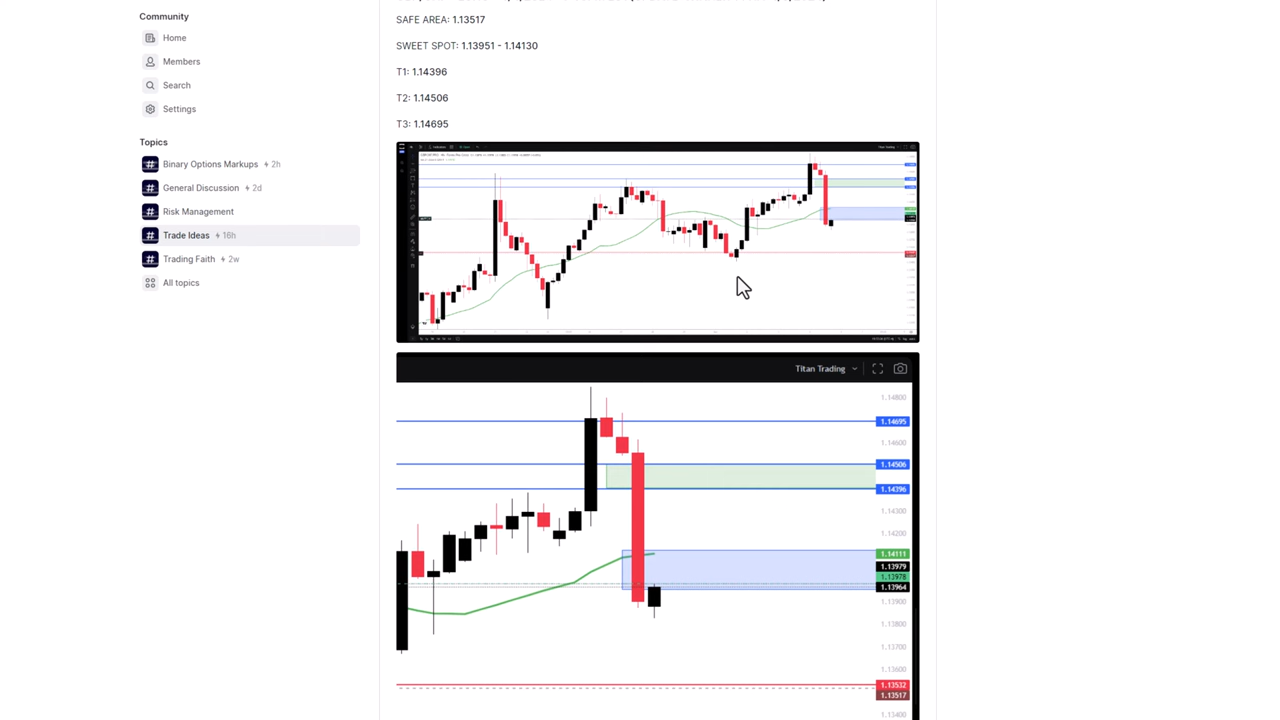 Community
Home
Members
Search
Settings
Topics
Binary Options Markups 2h
General Discussion 2d
Risk Management
Trade Ideas 16h
Trading Faith 2w
All topics
SAFE AREA: 1.13517
SWEET SPOT: 1.13951 - 1.14130
T1: 1.14396
T2: 1.14506
T3: 1.14695
Titan Trading
1.14800
1.14695
1.14600
1.14506
1.14396
1.14300
1.14200
1.14111
1.13979
1.13978
1.13964
1.13900
1.13800
1.13700
1.13600
1.13532
1.13517
1.13400